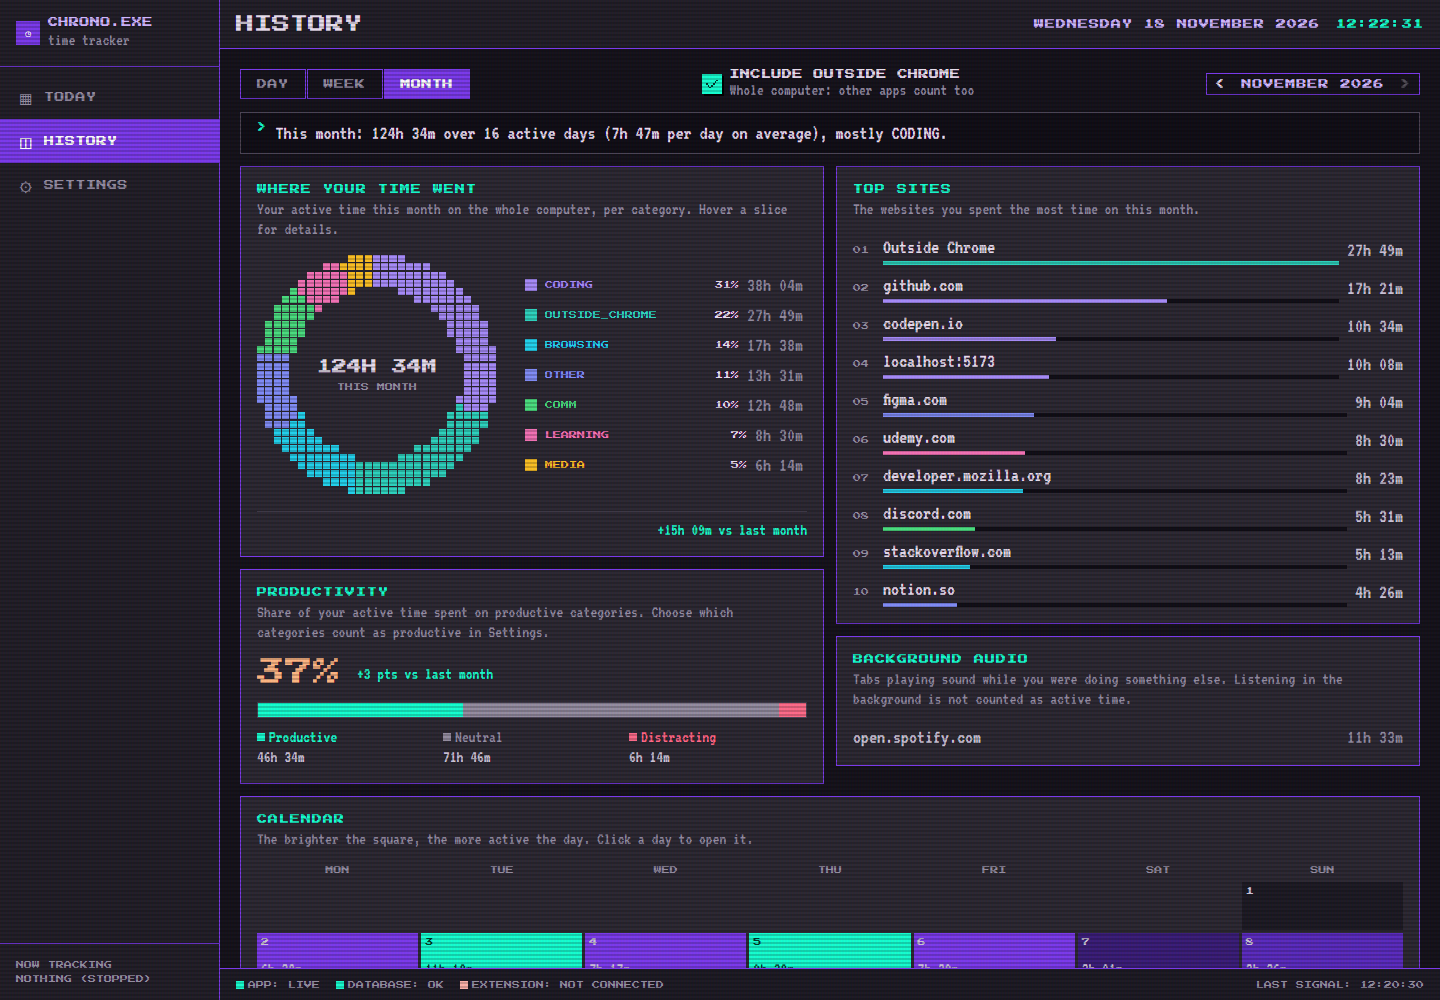 CHRONO.EXE
time tracker
TODAY
HISTORY
SETTINGS
NOW TRACKING
NOTHING (STOPPED)
HISTORY
WEDNESDAY 18 NOVEMBER 2026 12:22:31
DAY WEEK MONTH
INCLUDE OUTSIDE CHROME
Whole computer: other apps count too
< NOVEMBER 2026 >
> This month: 124h 34m over 16 active days (7h 47m per day on average), mostly CODING.
WHERE YOUR TIME WENT
Your active time this month on the whole computer, per category. Hover a slice
for details.
124H 34M
THIS MONTH
CODING 31% 38h 04m
OUTSIDE_CHROME 22% 27h 49m
BROWSING 14% 17h 38m
OTHER 11% 13h 31m
COMM 10% 12h 48m
LEARNING 7% 8h 30m
MEDIA 5% 6h 14m
+15h 09m vs last month
PRODUCTIVITY
Share of your active time spent on productive categories. Choose which
categories count as productive in Settings.
37% +3 pts vs last month
Productive Neutral Distracting
46h 34m 71h 46m 6h 14m
TOP SITES
The websites you spent the most time on this month.
01 Outside Chrome 27h 49m
02 github.com 17h 21m
03 codepen.io 10h 34m
04 localhost:5173 10h 08m
05 figma.com 9h 04m
06 udemy.com 8h 30m
07 developer.mozilla.org 8h 23m
08 discord.com 5h 31m
09 stackoverflow.com 5h 13m
10 notion.so 4h 26m
BACKGROUND AUDIO
Tabs playing sound while you were doing something else. Listening in the
background is not counted as active time.
open.spotify.com 11h 33m
CALENDAR
The brighter the square, the more active the day. Click a day to open it.
MON TUE WED THU FRI SAT SUN
1
2 3 4 5 6 7 8
APP: LIVE DATABASE: OK EXTENSION: NOT CONNECTED
LAST SIGNAL: 12:20:30